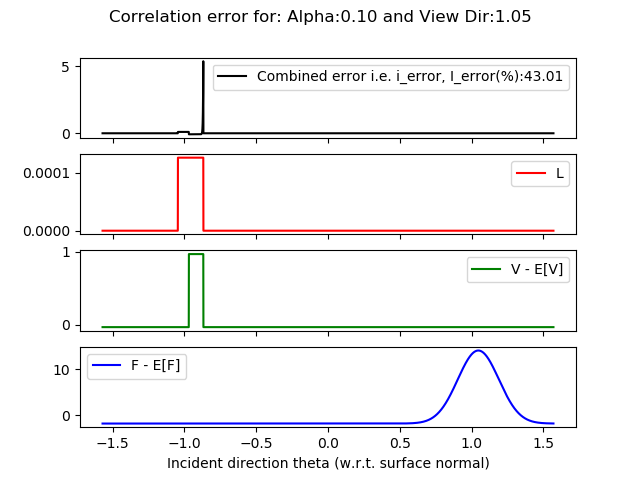 Correlation error for: Alpha:0.10 and View Dir:1.05
5
0
Combined error i.e. i_error, I_error(%):43.01
0.0001
0.0000
L
1
0
V - E[V]
10
0
F - E[F]
−1.5 −1.0 −0.5 0.0 0.5 1.0 1.5
Incident direction theta (w.r.t. surface normal)